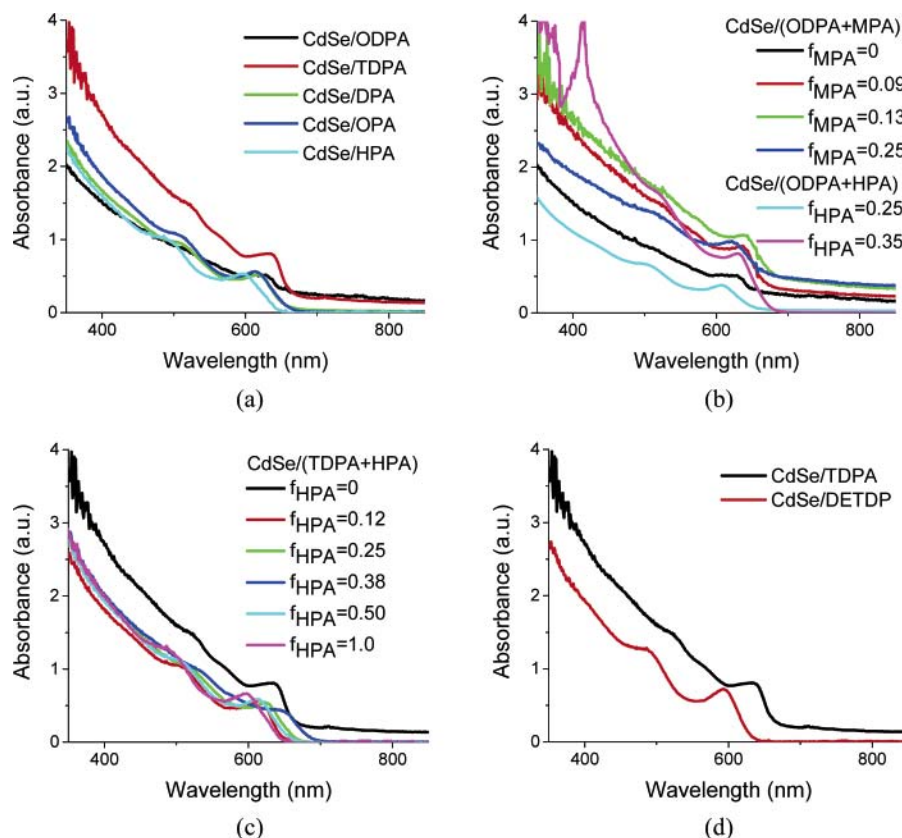 4
3
2
1
0
Absorbance (a.u.)
CdSe/ODPA
CdSe/TDPA
CdSe/DPA
CdSe/OPA
CdSe/HPA
400 600 800
Wavelength (nm)
(a)
4
3
2
1
0
Absorbance (a.u.)
CdSe/(ODPA+MPA)
fMPA=0
fMPA=0.09
fMPA=0.13
fMPA=0.25
CdSe/(ODPA+HPA)
fHPA=0.25
fHPA=0.35
400 600 800
Wavelength (nm)
(b)
4
3
2
1
0
Absorbance (a.u.)
CdSe/(TDPA+HPA)
fHPA=0
fHPA=0.12
fHPA=0.25
fHPA=0.38
fHPA=0.50
fHPA=1.0
400 600 800
Wavelength (nm)
(c)
4
3
2
1
0
Absorbance (a.u.)
CdSe/TDPA
CdSe/DETDP
400 600 800
Wavelength (nm)
(d)